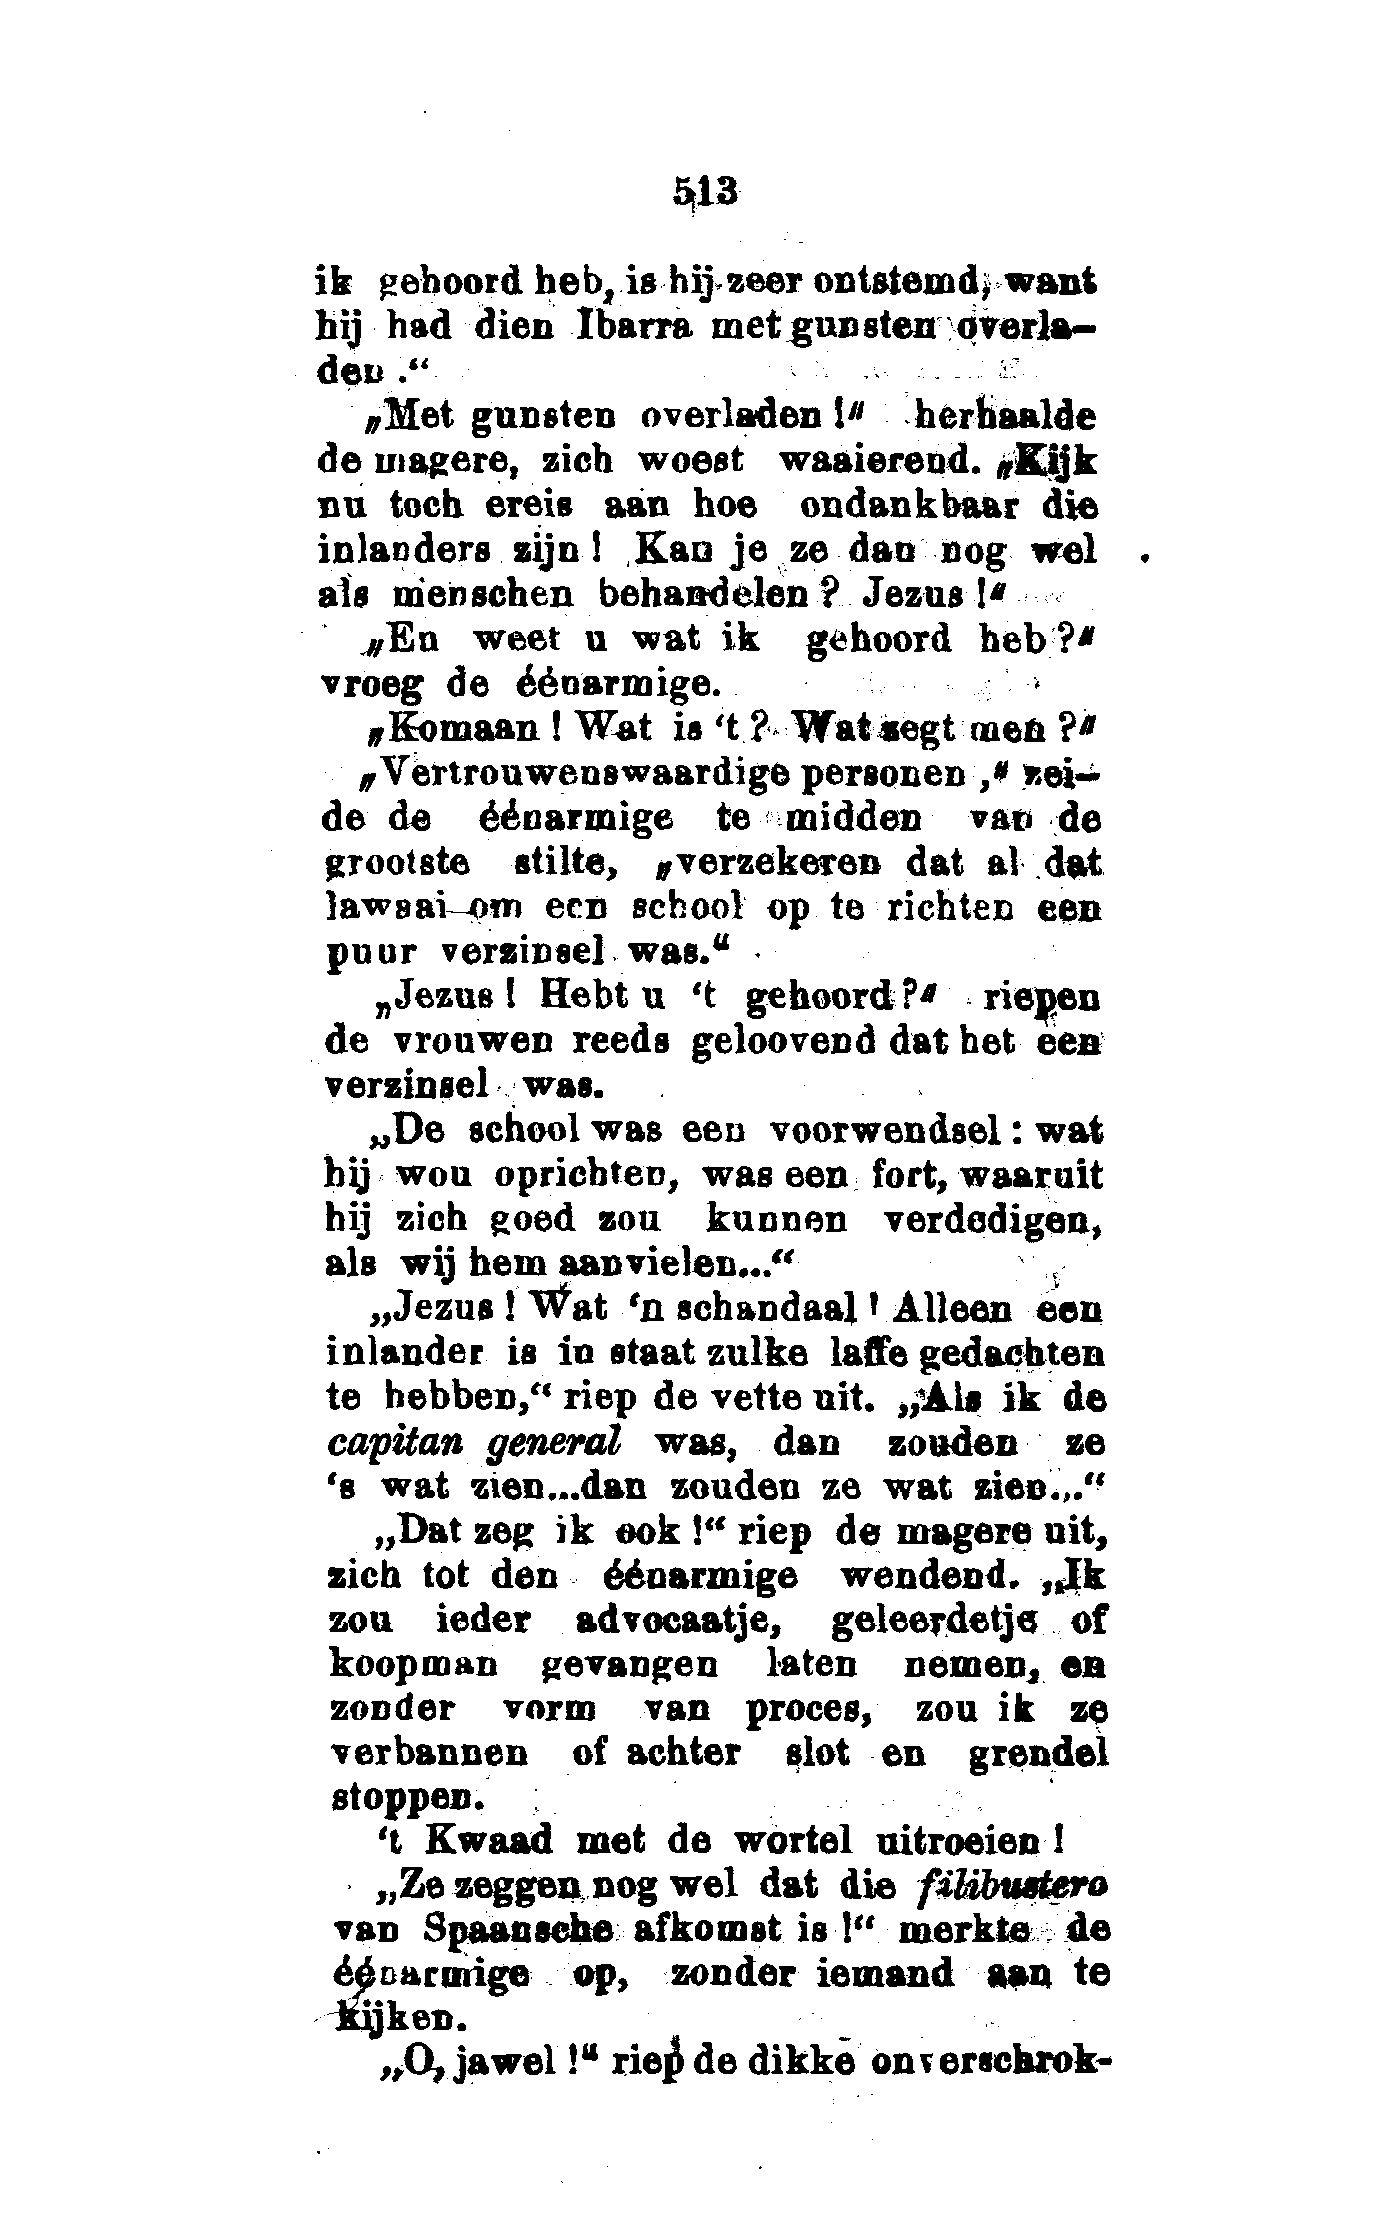 513
ik gehoord heb, is hij zeer ontstemd, want
hij had dien Ibarra met gunsten overla-
den .“
„Met gunsten overladen !“ herhaalde
de magere, zich woest waaierend. „Kijk
nu toch ereis aan hoe ondankbaar die
inlanders zijn ! Kan je ze dan nog wel
als menschen behandelen ? Jezus !“
„En weet u wat ik gehoord heb ?“
vroeg de éénarmige.
„Komaan ! Wat is ‘t ? Wat zegt men ?“
„Vertrouwenswaardige personen ,“ zei-
de de éénarmige te midden van de
grootste stilte, „verzekeren dat al dat
lawaai om een school op te richten een
puur verzinsel was.“
„Jezus ! Hebt u ‘t gehoord ?“ riepen
de vrouwen reeds geloovend dat het een
verzinsel was.
„De school was een voorwendsel : wat
hij wou oprichten, was een fort, waaruit
hij zich goed zou kunnen verdedigen,
als wij hem aanvielen...“
„Jezus ! Wat ‘n schandaal ! Alleen een
inlander is in staat zulke laffe gedachten
te hebben,“ riep de vette uit. „Als ik de
capitan general was, dan zouden ze
‘s wat zien...dan zouden ze wat zien...“
„Dat zeg ik ook !“ riep de magere uit,
zich tot den éénarmige wendend. „Ik
zou ieder advocaatje, geleerdetje of
koopman gevangen laten nemen, en
zonder vorm van proces, zou ik ze
verbannen of achter slot en grendel
stoppen.
‘t Kwaad met de wortel uitroeien !
„Ze zeggen nog wel dat die filibustero
van Spaansche afkomst is !“ merkte de
éénarmige op, zonder iemand aan te
kijken.
„O, jawel !“ riep de dikke onverschrok-